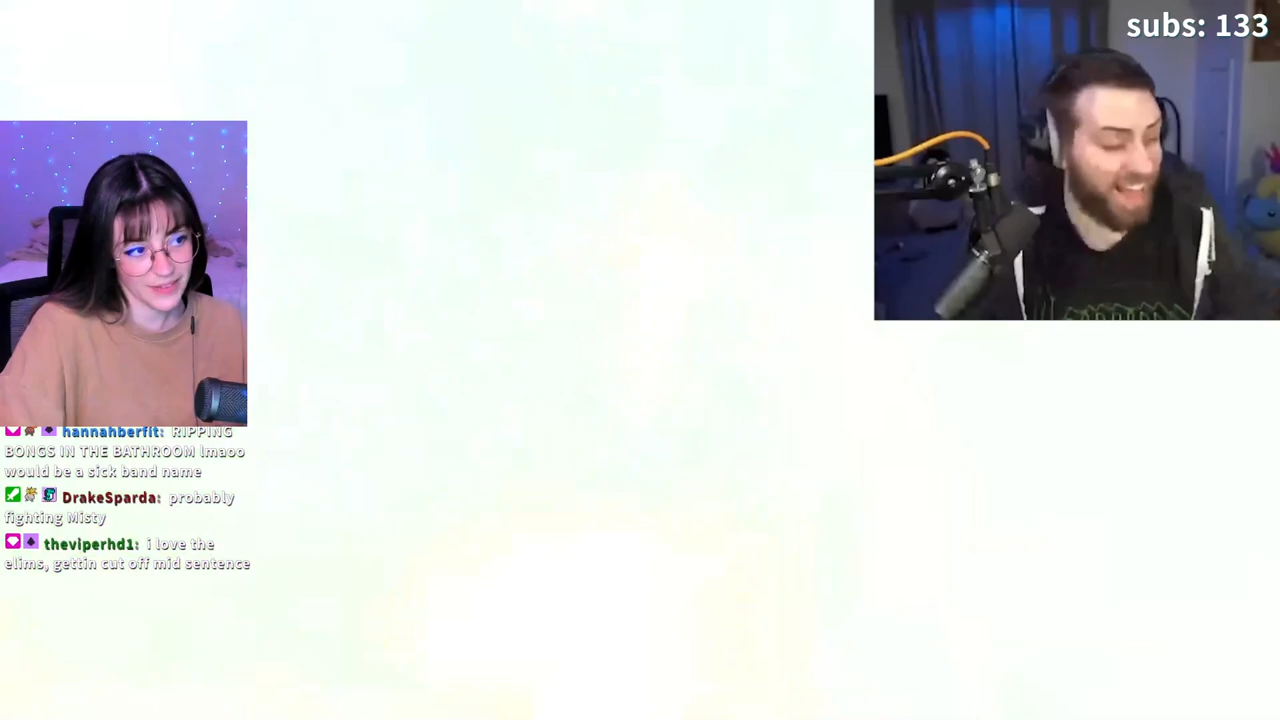 subs: 133
hannahberfit: RIPPING
BONGS IN THE BATHROOM lmaoo
would be a sick band name
DrakeSparda: probably
fighting Misty
theviperhd1: i love the
elims, gettin cut off mid sentence